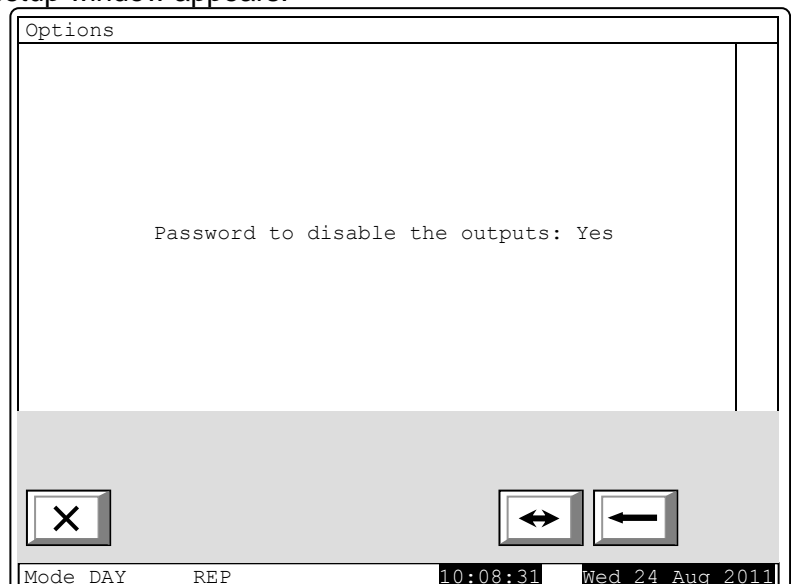 window appears.
Options
Password to disable the outputs: Yes
Mode DAY REP 10:08:31 Wed 24 Aug 2011